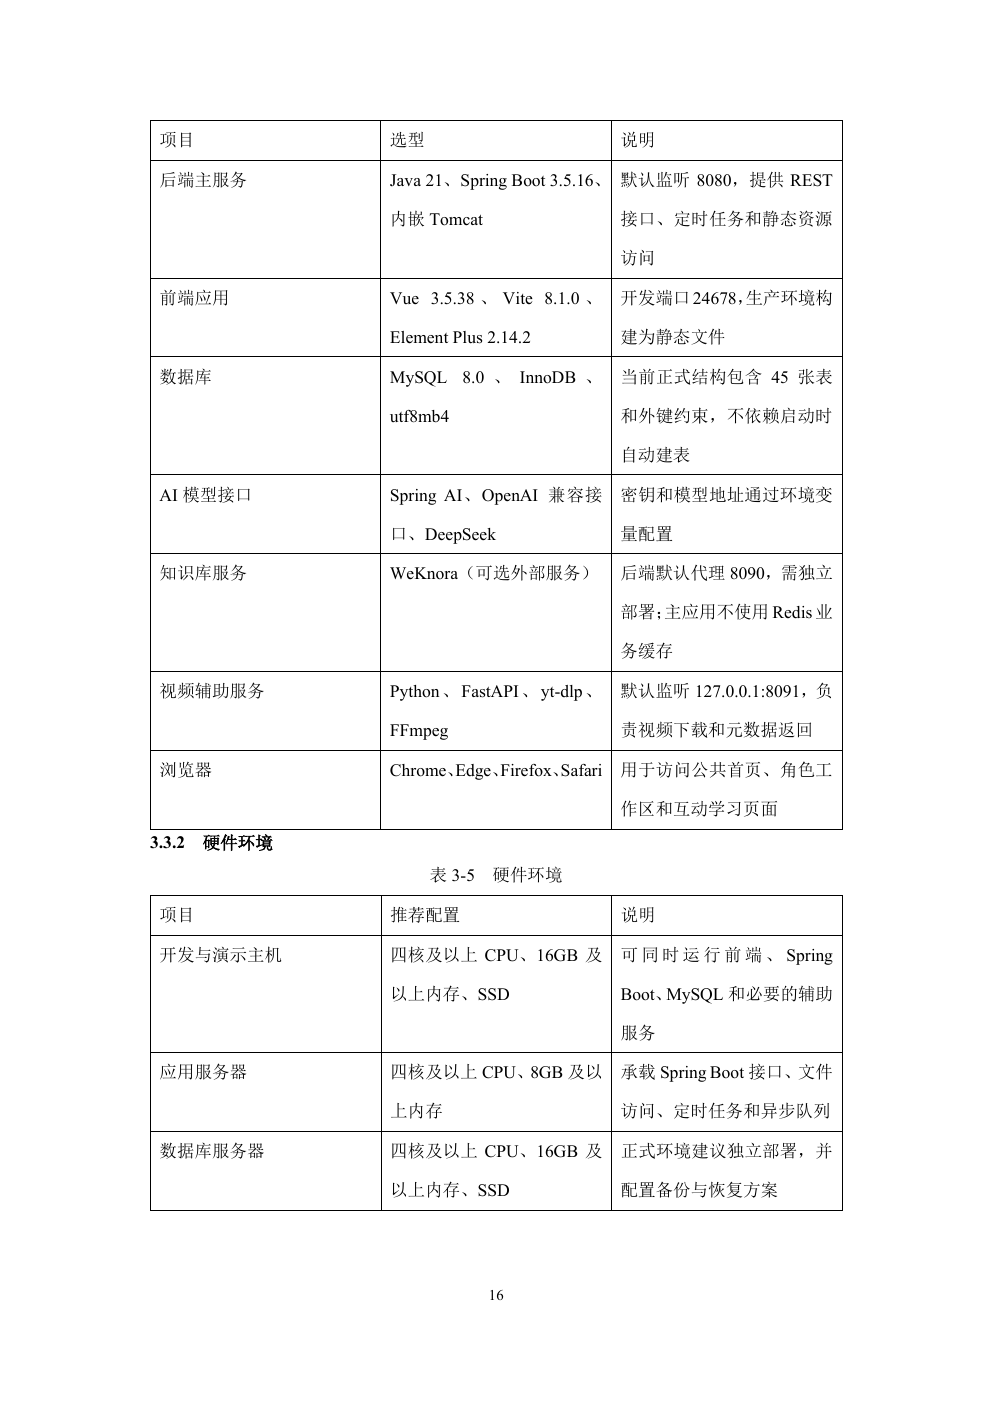 项目 选型 说明
后端主服务 Java 21、Spring Boot 3.5.16、 默认监听 8080，提供 REST
内嵌 Tomcat 接口、定时任务和静态资源
访问
前端应用 Vue 3.5.38 、 Vite 8.1.0 、 开发端口 24678，生产环境构
Element Plus 2.14.2 建为静态文件
数据库 MySQL 8.0 、 InnoDB 、 当前正式结构包含 45 张表
utf8mb4 和外键约束，不依赖启动时
自动建表
AI 模型接口 Spring AI、OpenAI 兼容接 密钥和模型地址通过环境变
口、DeepSeek 量配置
知识库服务 WeKnora（可选外部服务） 后端默认代理 8090，需独立
部署；主应用不使用 Redis 业
务缓存
视频辅助服务 Python 、 FastAPI 、 yt-dlp 、 默认监听 127.0.0.1:8091，负
FFmpeg 责视频下载和元数据返回
浏览器 Chrome、Edge、Firefox、Safari 用于访问公共首页、角色工
作区和互动学习页面
3.3.2 硬件环境
表 3-5 硬件环境
项目 推荐配置 说明
开发与演示主机 四核及以上 CPU、16GB 及 可同时运行前端、 Spring
以上内存、SSD Boot、MySQL 和必要的辅助
服务
应用服务器 四核及以上 CPU、8GB 及以 承载 Spring Boot 接口、文件
上内存 访问、定时任务和异步队列
数据库服务器 四核及以上 CPU、16GB 及 正式环境建议独立部署，并
以上内存、SSD 配置备份与恢复方案
16